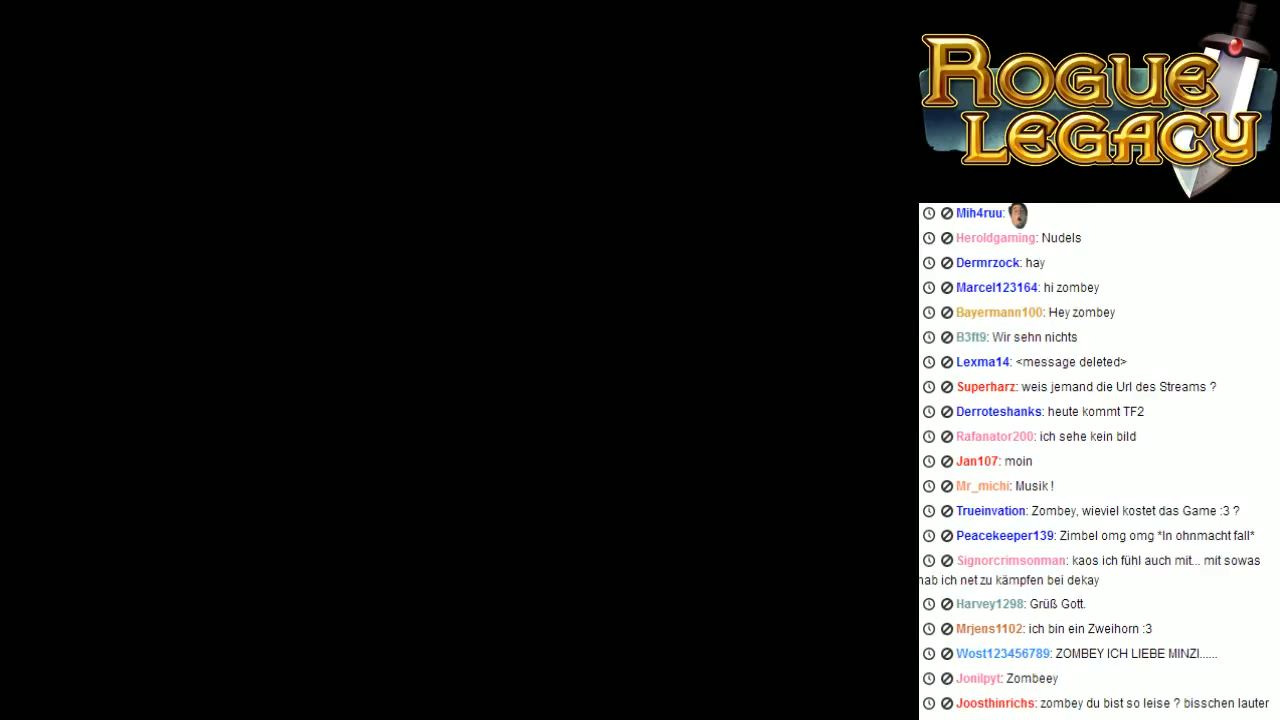 ROGUE
LEGACY
Mih4ruu:
Heroldgaming: Nudels
Dermrzock: hay
Marcel123164: hi zombey
Bayermann100: Hey zombey
B3ft9: Wir sehn nichts
Lexma14: <message deleted>
Superharz: weis jemand die Url des Streams ?
Derroteshanks: heute kommt TF2
Rafanator200: ich sehe kein bild
Jan107: moin
Mr_michi: Musik !
Trueinvation: Zombey, wieviel kostet das Game :3 ?
Peacekeeper139: Zimbel omg omg *In ohnmacht fall*
Signorcrimsonman: kaos ich fühl auch mit... mit sowas
hab ich net zu kämpfen bei dekay
Harvey1298: Grüß Gott.
Mrjens1102: ich bin ein Zweihorn :3
Wost123456789: ZOMBEY ICH LIEBE MINZI......
Jonilpyt: Zombeey
Joosthinrichs: zombey du bist so leise ? bisschen lauter